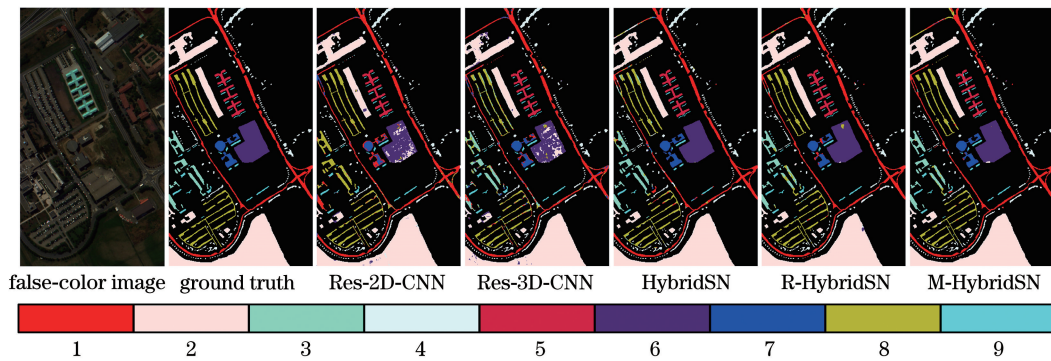 false-color image ground truth Res-2D-CNN Res-3D-CNN HybridSN R-HybridSN M-HybridSN
1 2 3 4 5 6 7 8 9